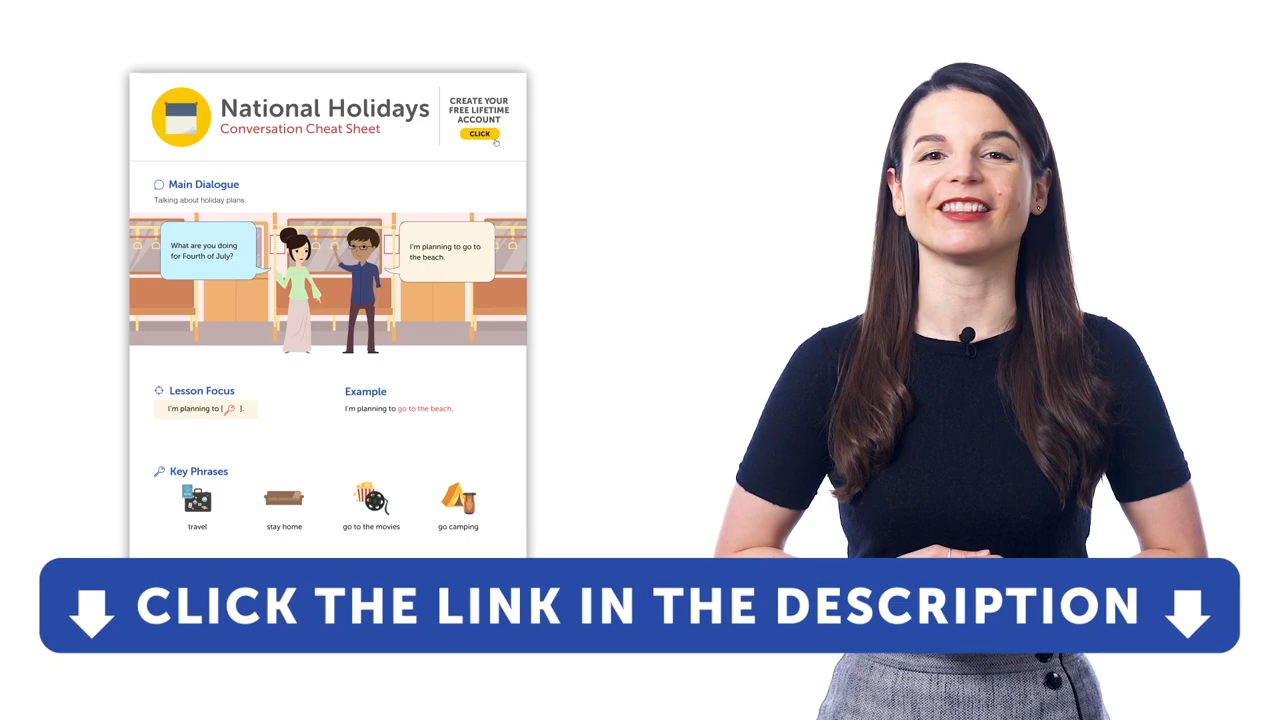 National Holidays
Conversation Cheat Sheet
CREATE YOUR
FREE LIFETIME
ACCOUNT
CLICK
Main Dialogue
Talking about holiday plans.
What are you doing
for Fourth of July?
I'm planning to go to
the beach.
Lesson Focus
I'm planning to [ ].
Example
I'm planning to go to the beach.
Key Phrases
travel
stay home
go to the movies
go camping
CLICK THE LINK IN THE DESCRIPTION